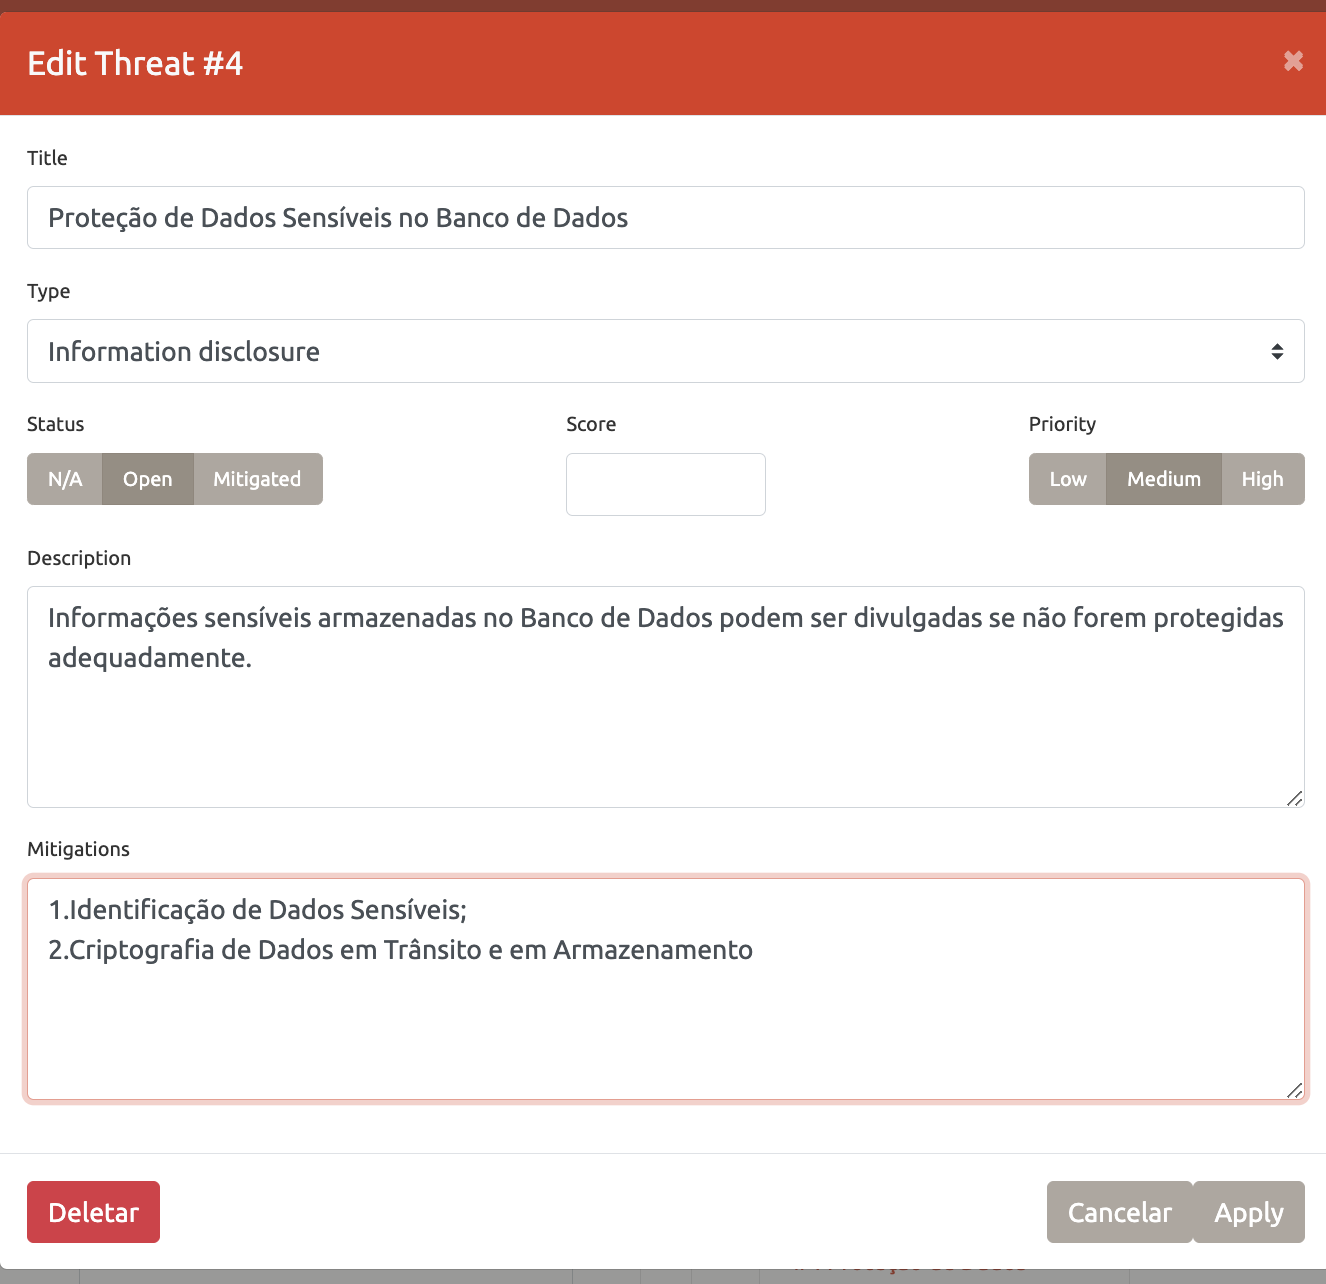 Edit Threat #4
Title
Proteção de Dados Sensíveis no Banco de Dados
Type
Information disclosure
Status
Score
Priority
N/A Open Mitigated
Low Medium High
Description
Informações sensíveis armazenadas no Banco de Dados podem ser divulgadas se não forem protegidas
adequadamente.
Mitigations
1.Identificação de Dados Sensíveis;
2.Criptografia de Dados em Trânsito e em Armazenamento
Deletar
Cancelar
Apply